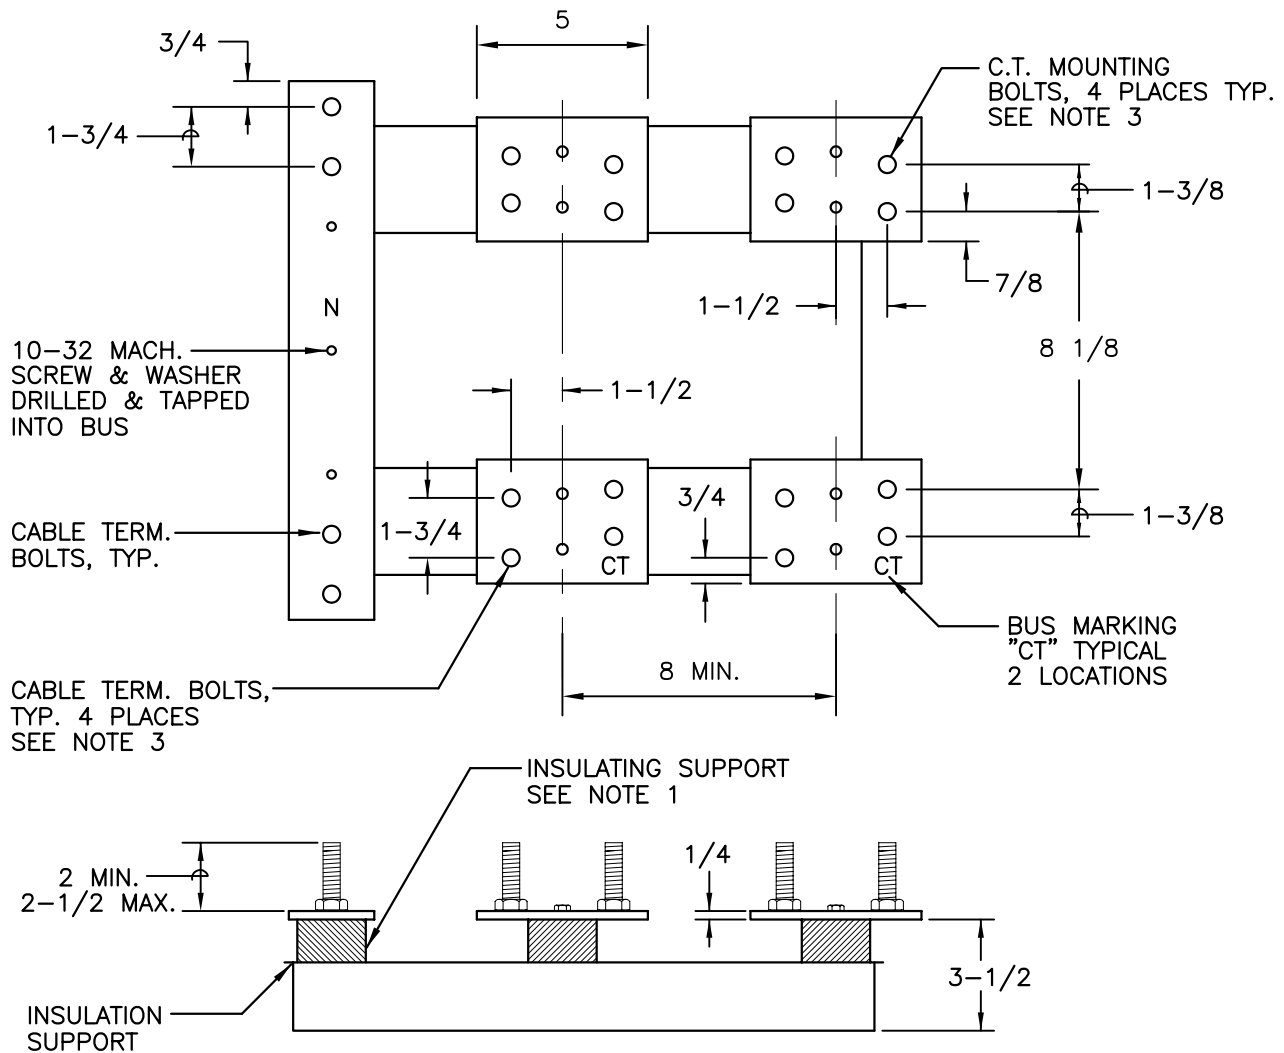 5
3/4
C.T. MOUNTING
BOLTS, 4 PLACES TYP.
SEE NOTE 3
1-3/4
1-3/8
7/8
1-1/2
N
8 1/8
10-32 MACH.
SCREW & WASHER
DRILLED & TAPPED
INTO BUS
1-1/2
3/4
1-3/4
1-3/8
CABLE TERM.
BOLTS, TYP.
CT
CT
BUS MARKING
"CT" TYPICAL
2 LOCATIONS
8 MIN.
CABLE TERM. BOLTS,
TYP. 4 PLACES
SEE NOTE 3
INSULATING SUPPORT
SEE NOTE 1
1/4
2 MIN.
2-1/2 MAX.
3-1/2
INSULATION
SUPPORT